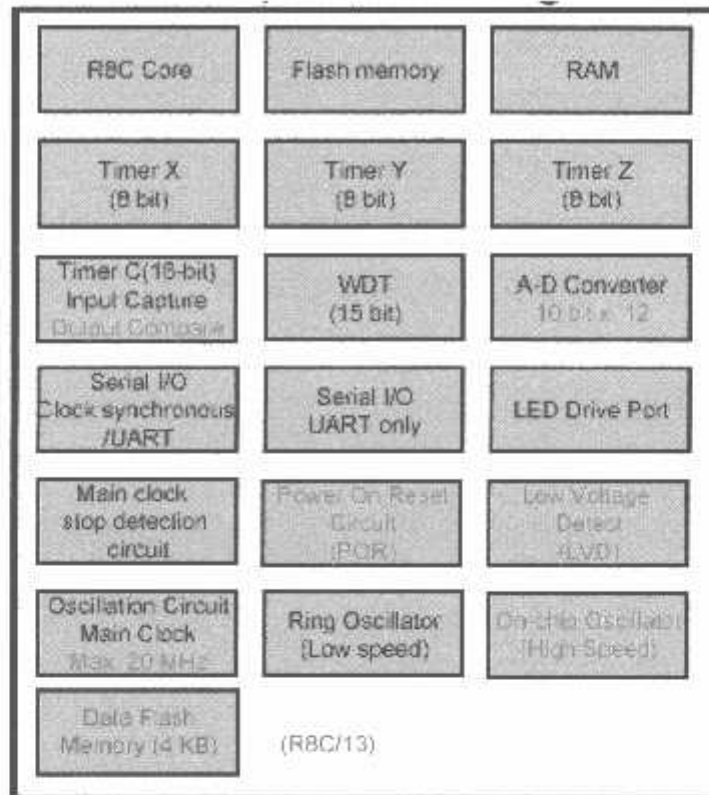 R8C Core
Flash memory
RAM
Timer X
(8 bit)
Timer Y
(8 bit)
Timer Z
(8 bit)
Timer C(16-bit)
Input Capture
Output Compare
WDT
(15 bit)
A-D Converter
10 bit x 12
Serial I/O
Clock synchronous
/UART
Serial I/O
UART only
LED Drive Port
Main clock
stop detection
circuit
Power On Reset
Circuit
(POR)
Low Voltage
Detect
(LVD)
Oscillation Circuit
Main Clock
Max. 20 MHz
Ring Oscillator
(Low speed)
On-chip Oscillator
(High Speed)
Data Flash
Memory (4 KB)
(R8C/13)